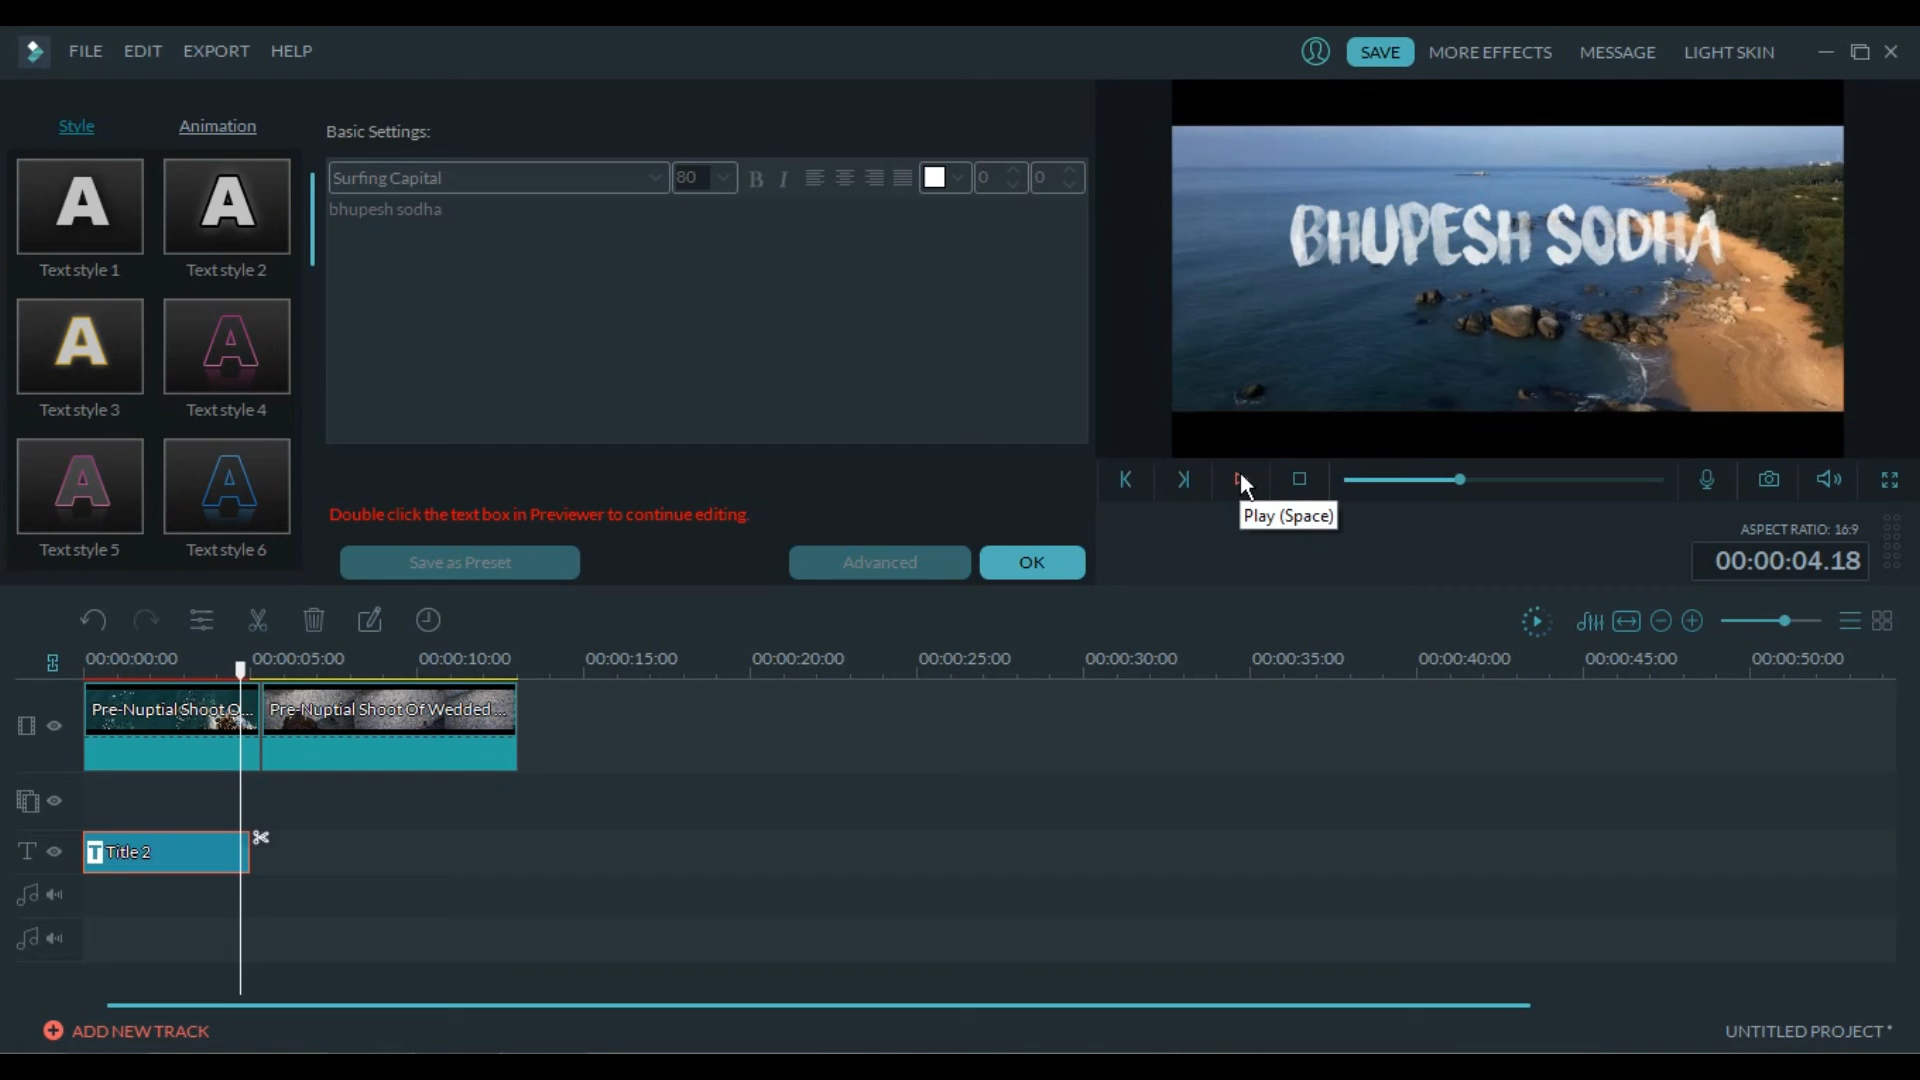 FILE EDIT EXPORT HELP
SAVE MORE EFFECTS MESSAGE LIGHT SKIN
Style Animation
Basic Settings:
A A
Surfing Capital 80 B I 0 0
bhupesh sodha
BHUPESH SODHA
Text style 1 Text style 2
A A
Text style 3 Text style 4
A A
Text style 5 Text style 6
Double click the text box in Previewer to continue editing.
Play (Space)
Save as Preset Advanced OK
ASPECT RATIO: 16:9
00:00:04.18
00:00:00:00 00:00:05:00 00:00:10:00 00:00:15:00 00:00:20:00 00:00:25:00 00:00:30:00 00:00:35:00 00:00:40:00 00:00:45:00 00:00:50:00
Pre-Nuptial Shoot O... Pre-Nuptial Shoot Of Wedded ...
T T Title 2
ADD NEW TRACK
UNTITLED PROJECT *